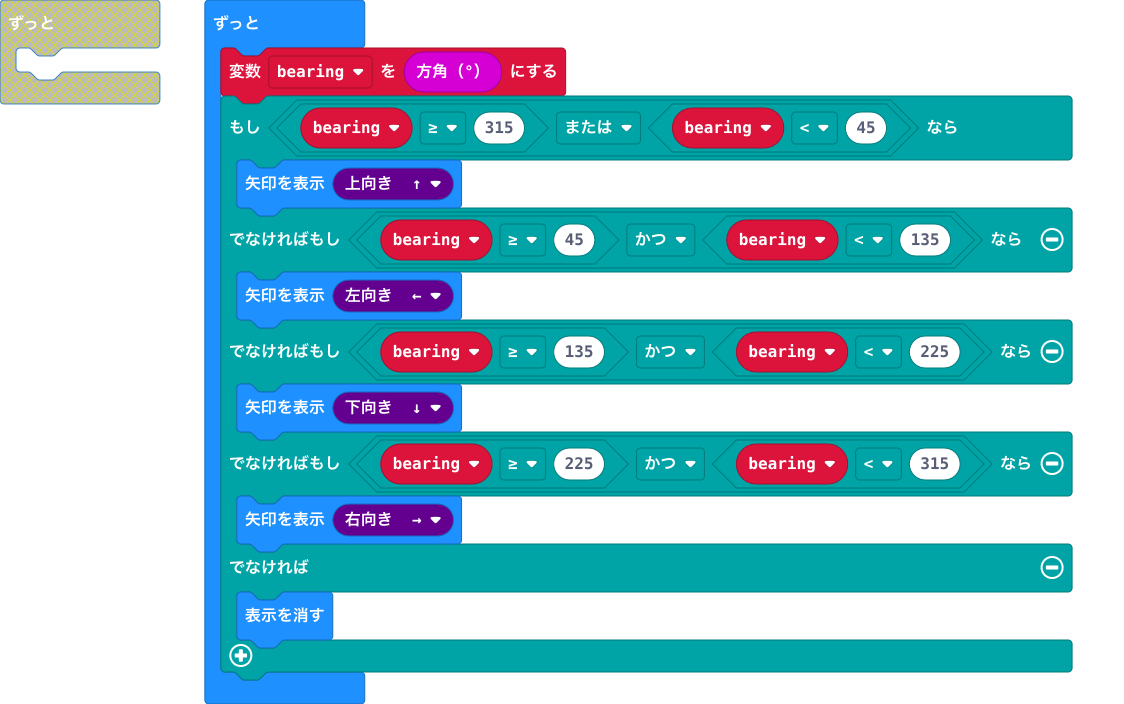 ずっと
ずっと
変数 bearing を 方角 (°) にする
もし bearing ≥ 315 または bearing < 45 なら
矢印を表示 上向き ↑
でなければもし bearing ≥ 45 かつ bearing < 135 なら
矢印を表示 左向き ←
でなければもし bearing ≥ 135 かつ bearing < 225 なら
矢印を表示 下向き ↓
でなければもし bearing ≥ 225 かつ bearing < 315 なら
矢印を表示 右向き →
でなければ
表示を消す